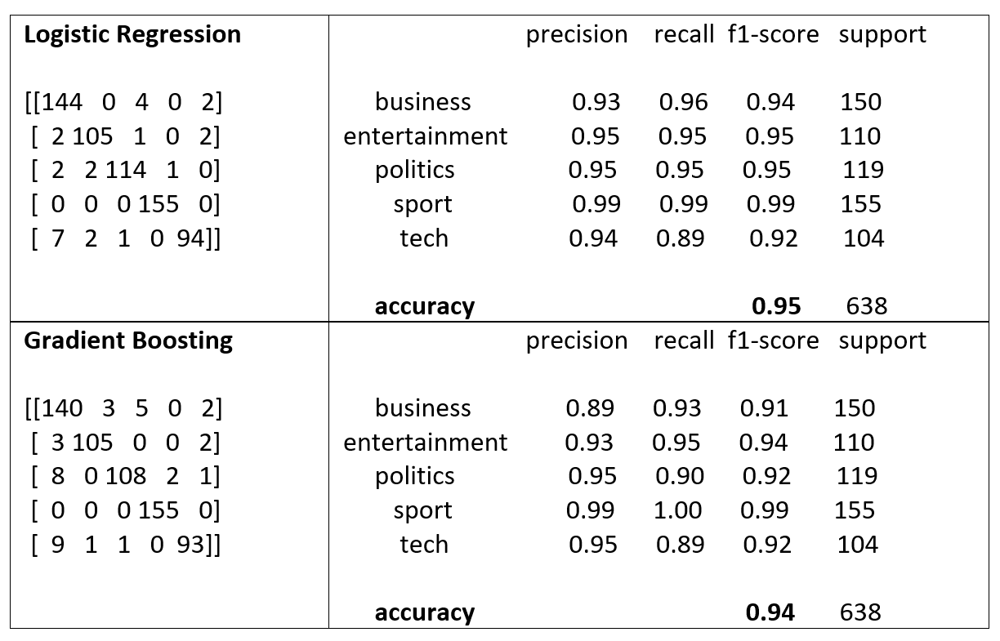 Logistic Regression
[[144 0 4 0 2]
[ 2 105 1 0 2]
[ 2 2 114 1 0]
[ 0 0 0 155 0]
[ 7 2 1 0 94]]
precision recall f1-score support
business 0.93 0.96 0.94 150
entertainment 0.95 0.95 0.95 110
politics 0.95 0.95 0.95 119
sport 0.99 0.99 0.99 155
tech 0.94 0.89 0.92 104
accuracy 0.95 638
Gradient Boosting
[[140 3 5 0 2]
[ 3 105 0 0 2]
[ 8 0 108 2 1]
[ 0 0 0 155 0]
[ 9 1 1 0 93]]
precision recall f1-score support
business 0.89 0.93 0.91 150
entertainment 0.93 0.95 0.94 110
politics 0.95 0.90 0.92 119
sport 0.99 1.00 0.99 155
tech 0.95 0.89 0.92 104
accuracy 0.94 638